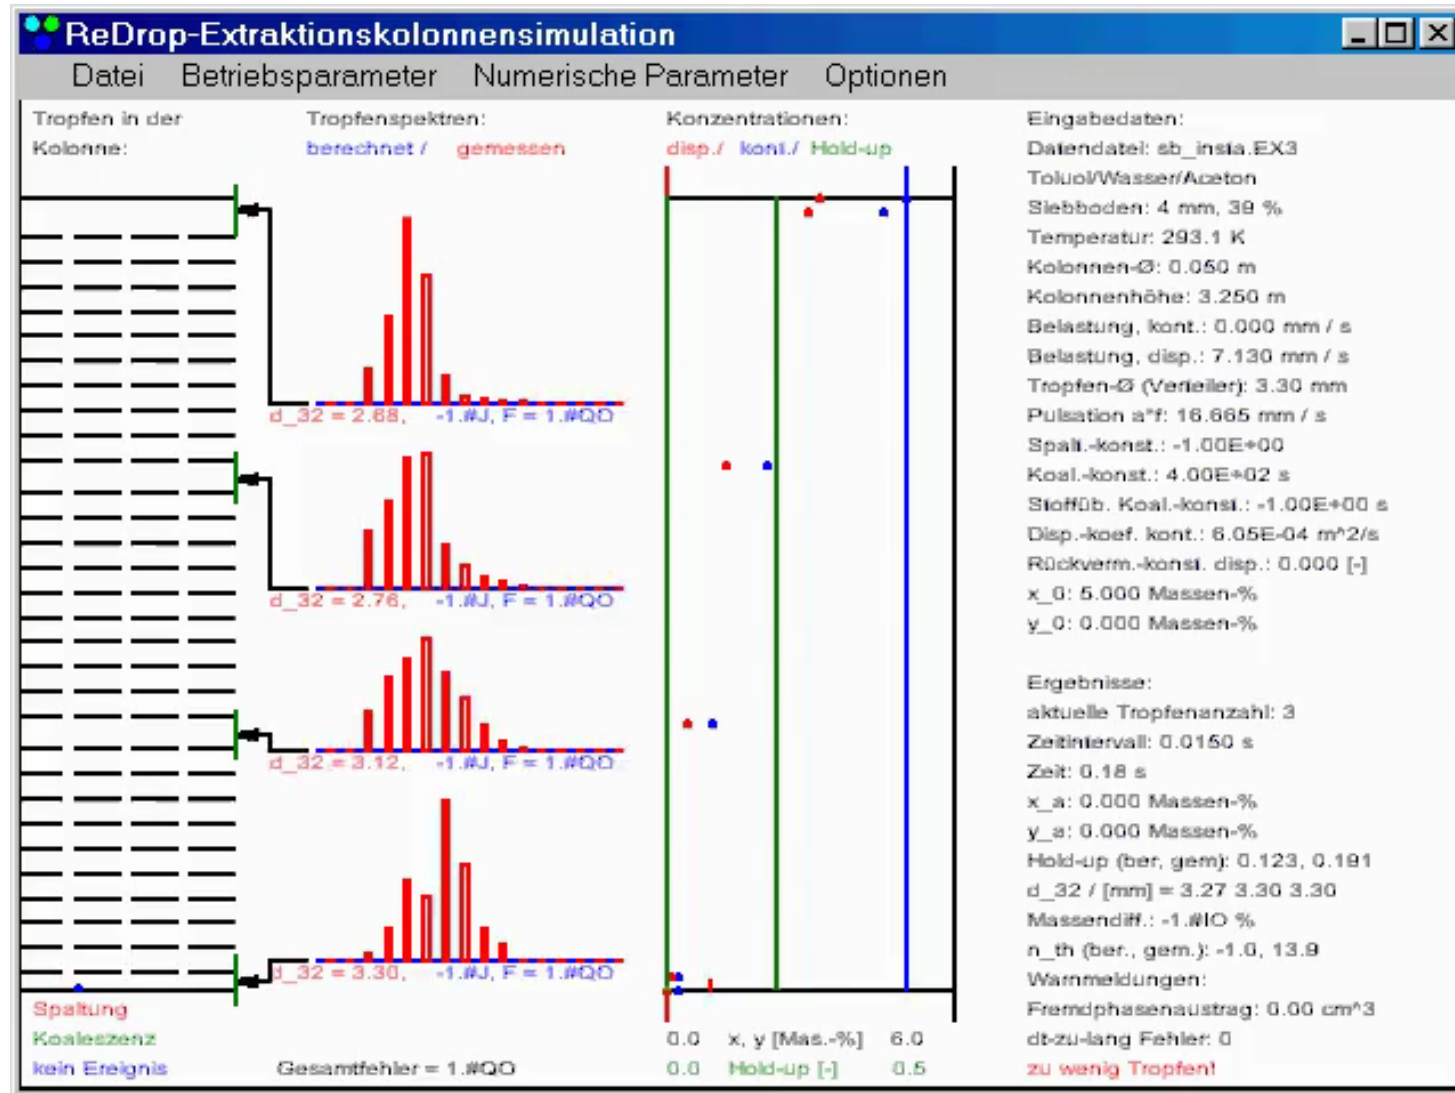 ReDrop-Extraktionskolonnensimulation
Datei Betriebsparameter Numerische Parameter Optionen
Tropfen in der
Kolonne:
Tropfenspektren:
berechnet / gemessen
d_32 = 2.68, -1.#J, F = 1.#QO
d_32 = 2.76, -1.#J, F = 1.#QO
d_32 = 3.12, -1.#J, F = 1.#QO
d_32 = 3.30, -1.#J, F = 1.#QO
Spaltung
Koaleszenz
kein Ereignis
Gesamtfehler = 1.#QO
Konzentrationen:
disp./ kont./ Hold-up
0.0 x, y [Mas.-%] 6.0
0.0 Hold-up [-] 0.5
Eingabedaten:
Datendatei: sb_insta.EX3
Toluol/Wasser/Aceton
Siebboden: 4 mm, 39 %
Temperatur: 293.1 K
Kolonnen-Ø: 0.050 m
Kolonnenhöhe: 3.250 m
Belastung, kont.: 0.000 mm / s
Belastung, disp.: 7.130 mm / s
Tropfen-Ø (Verteiler): 3.30 mm
Pulsation a*f: 16.665 mm / s
Spalt.-konst.: -1.00E+00
Koal.-konst.: 4.00E+02 s
Stoffüb. Koal.-konst.: -1.00E+00 s
Disp.-koef. kont.: 6.05E-04 m^2/s
Rückverm.-konst. disp.: 0.000 [-]
x_0: 5.000 Massen-%
y_0: 0.000 Massen-%
Ergebnisse:
aktuelle Tropfenanzahl: 3
Zeitintervall: 0.0150 s
Zeit: 0.18 s
x_a: 0.000 Massen-%
y_a: 0.000 Massen-%
Hold-up (ber, gem): 0.123, 0.191
d_32 / [mm] = 3.27 3.30 3.30
Massendiff.: -1.#IO %
n_th (ber., gem.): -1.0, 13.9
Warnmeldungen:
Fremdphasenaustrag: 0.00 cm^3
dt-zu-lang Fehler: 0
zu wenig Tropfen!